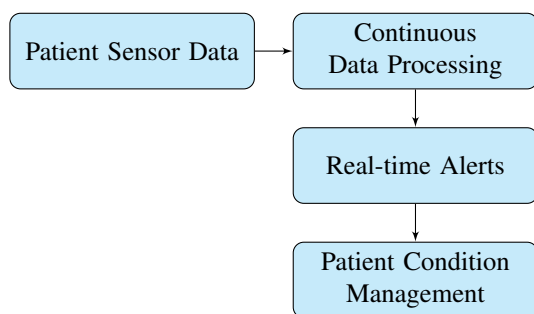 Patient Sensor Data
Continuous
Data Processing
Real-time Alerts
Patient Condition
Management